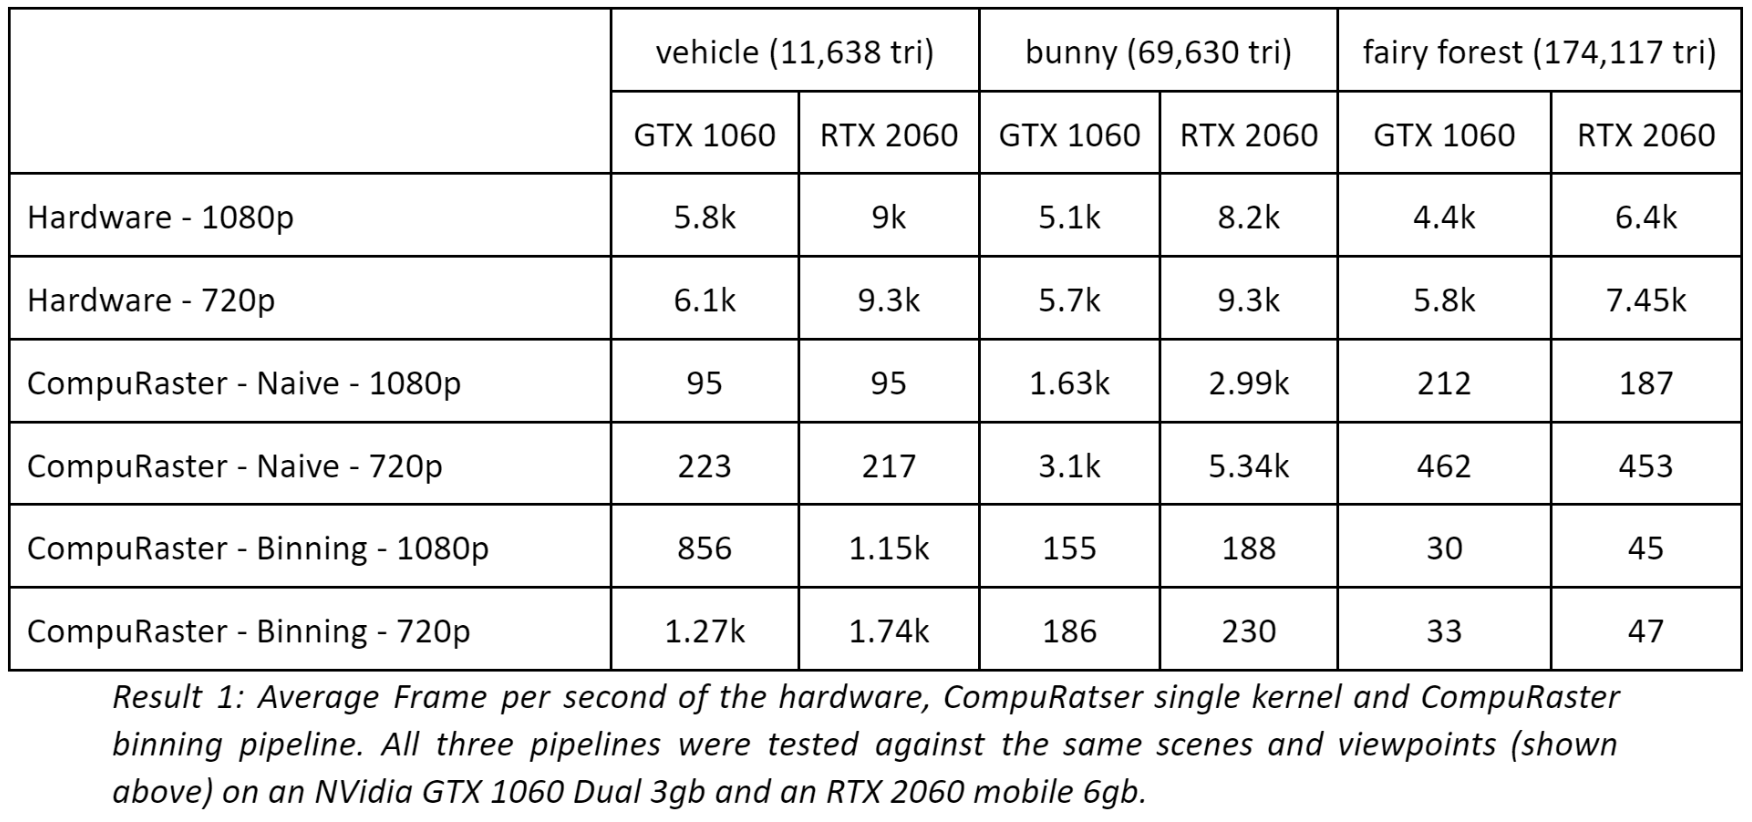 vehicle (11,638 tri) bunny (69,630 tri) fairy forest (174,117 tri)
GTX 1060 RTX 2060 GTX 1060 RTX 2060 GTX 1060 RTX 2060
Hardware - 1080p 5.8k 9k 5.1k 8.2k 4.4k 6.4k
Hardware - 720p 6.1k 9.3k 5.7k 9.3k 5.8k 7.45k
CompuRaster - Naive - 1080p 95 95 1.63k 2.99k 212 187
CompuRaster - Naive - 720p 223 217 3.1k 5.34k 462 453
CompuRaster - Binning - 1080p 856 1.15k 155 188 30 45
CompuRaster - Binning - 720p 1.27k 1.74k 186 230 33 47
Result 1: Average Frame per second of the hardware, CompuRatser single kernel and CompuRaster
binning pipeline. All three pipelines were tested against the same scenes and viewpoints (shown
above) on an NVidia GTX 1060 Dual 3gb and an RTX 2060 mobile 6gb.